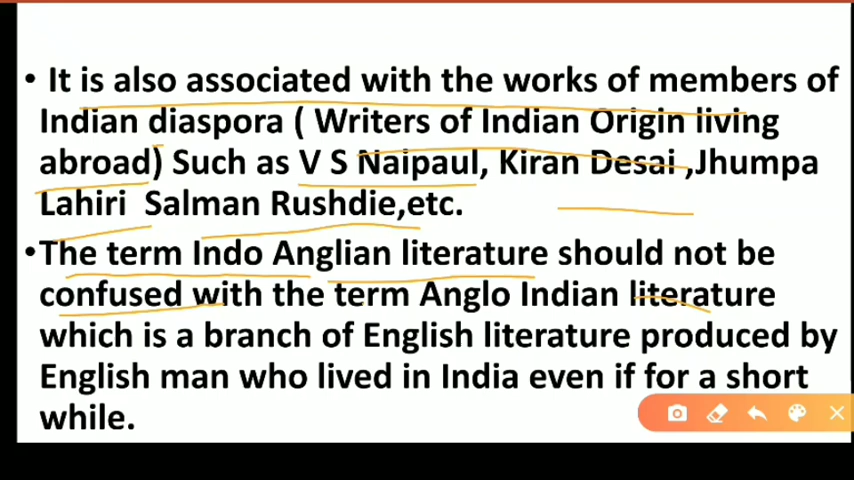 • It is also associated with the works of members of
Indian diaspora ( Writers of Indian Origin living
abroad) Such as V S Naipaul, Kiran Desai ,Jhumpa
Lahiri Salman Rushdie,etc.
•The term Indo Anglian literature should not be
confused with the term Anglo Indian literature
which is a branch of English literature produced by
English man who lived in India even if for a short
while.